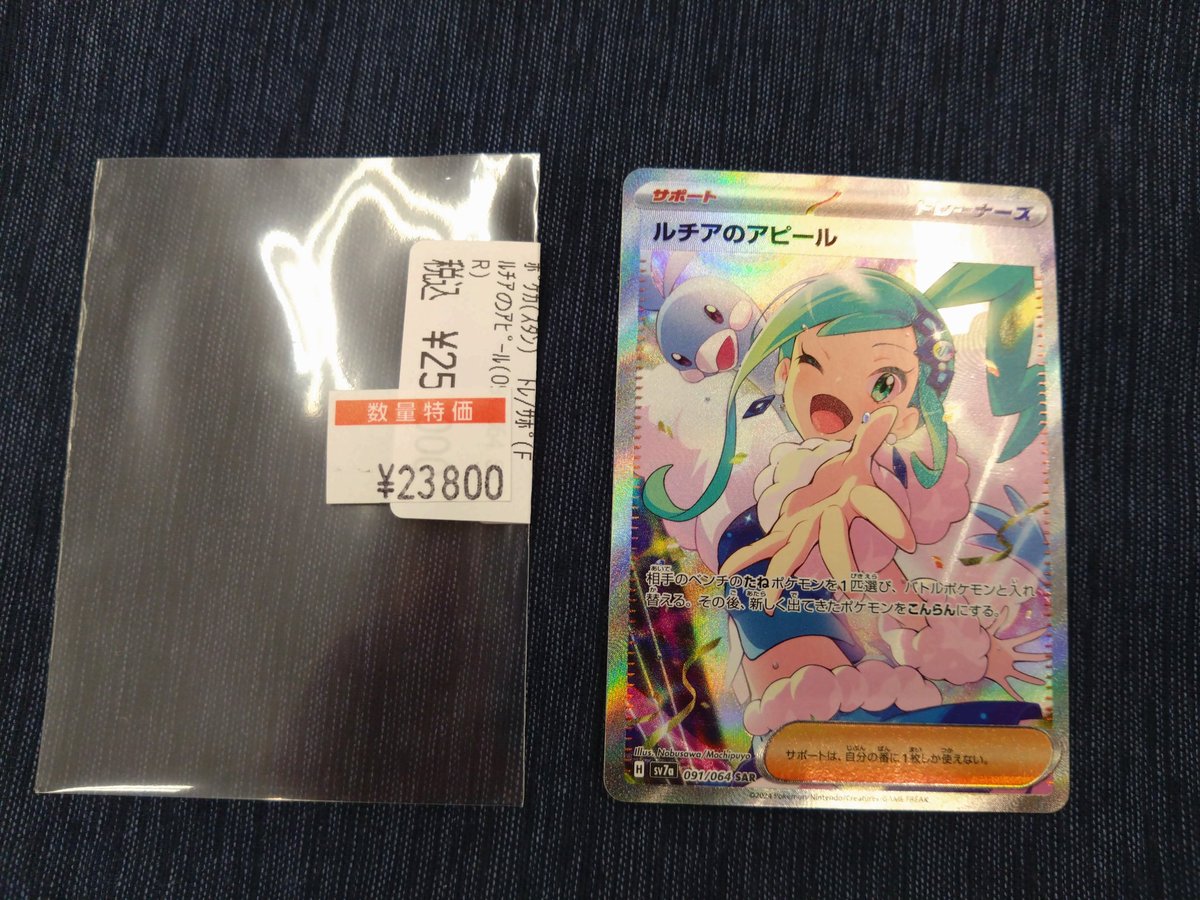 ポケカ(スタン) トレ/サポ(F
ルチアのアピール(0
R)
税込 ¥25
数量特価
¥23800
サポート
トレーナーズ
ルチアのアピール
相手のベンチのたねポケモンを1匹選び、バトルポケモンと入れ
替える。その後、新しく出てきたポケモンをこんらんにする。
サポートは、自分の番に1枚しか使えない。
Illus. Nobusawa/Mochipuyo
H sv7a 091/064 SAR
©2024 Pokémon/Nintendo/Creatures/GAME FREAK